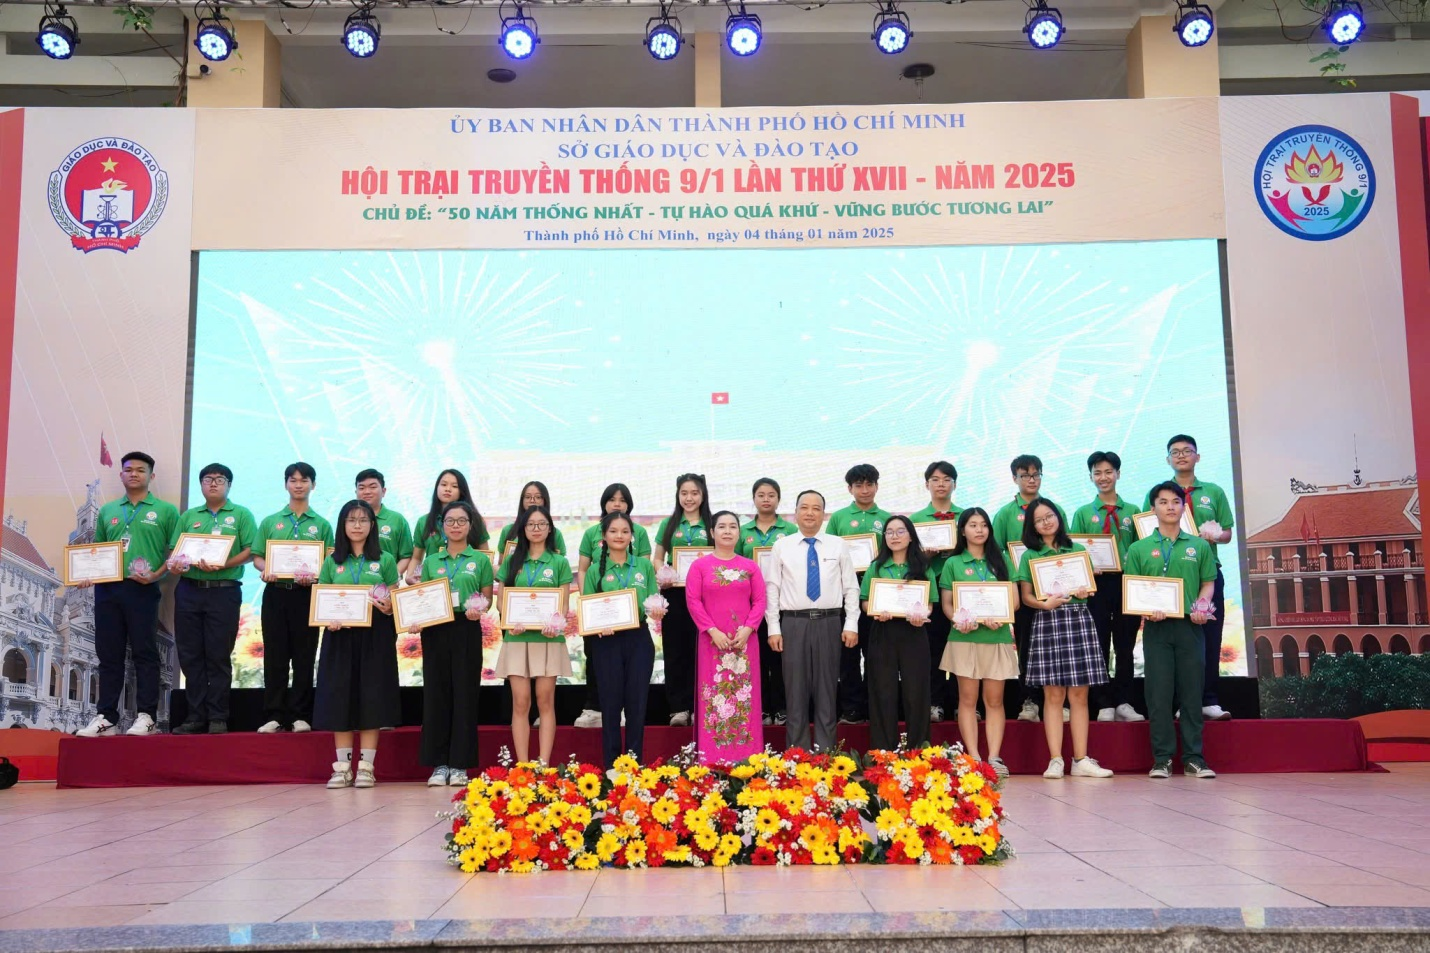 ỦY BAN NHÂN DÂN THÀNH PHỐ HỒ CHÍ MINH
SỞ GIÁO DỤC VÀ ĐÀO TẠO
HỘI TRẠI TRUYỀN THỐNG 9/1 LẦN THỨ XVII - NĂM 2025
CHỦ ĐỀ: “50 NĂM THỐNG NHẤT - TỰ HÀO QUÁ KHỨ - VỮNG BƯỚC TƯƠNG LAI”
Thành phố Hồ Chí Minh, ngày 04 tháng 01 năm 2025
GIÁO DỤC VÀ ĐÀO TẠO
HỘI TRẠI TRUYỀN THỐNG 9/1
2025